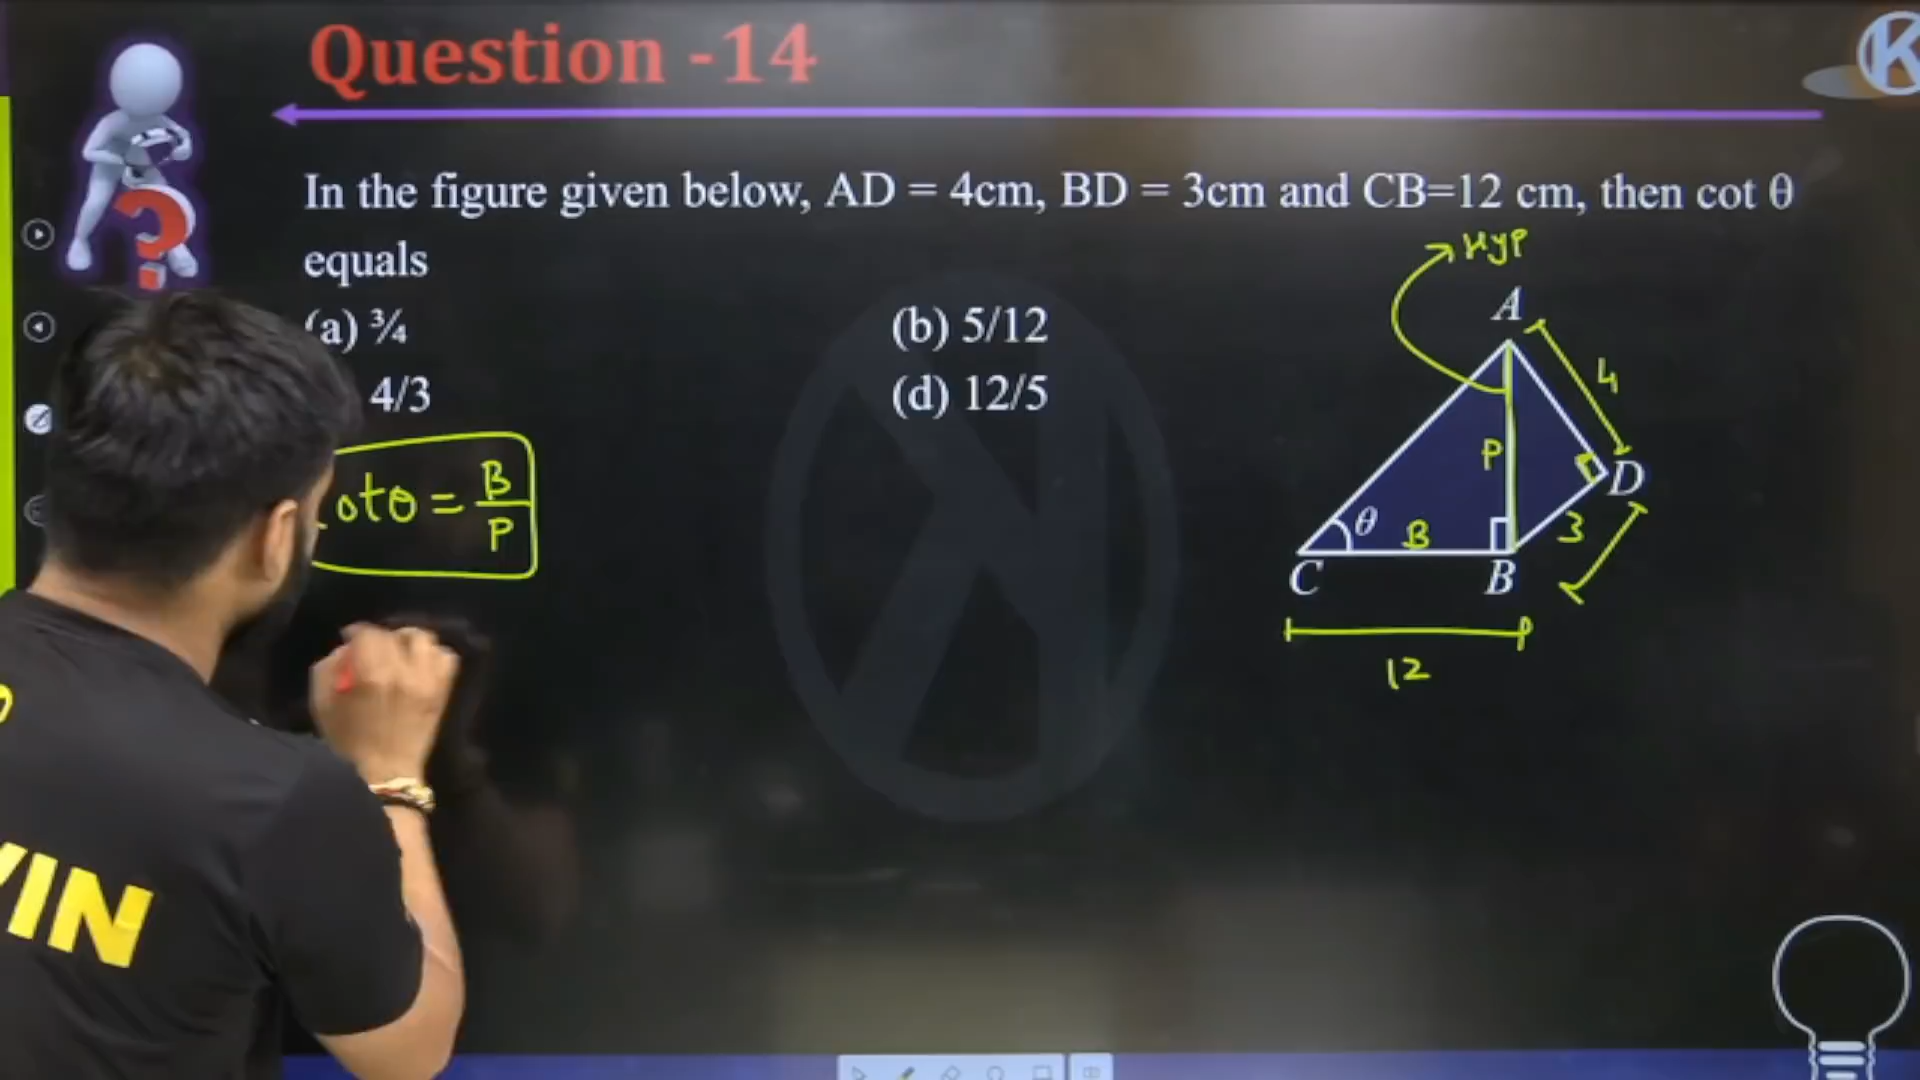 Question -14
In the figure given below, AD = 4cm, BD = 3cm and CB=12 cm, then cot θ
equals
(a) ¾
(b) 5/12
4/3
(d) 12/5
otθ = B/P
Hyp
A
4
P
D
θ
B
3
C
B
12
K
IN